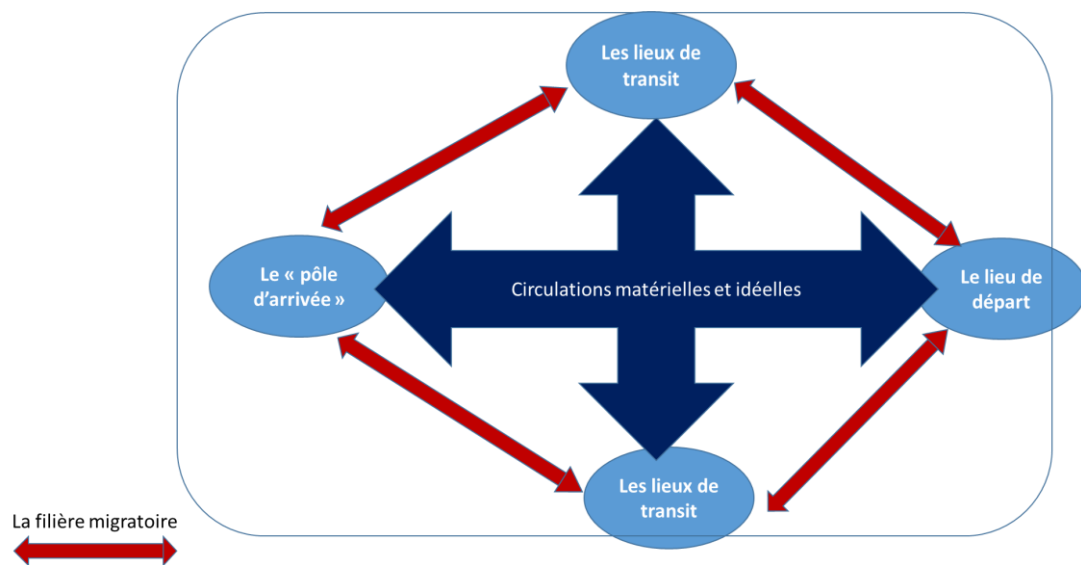 Les lieux de
transit
Le « pôle
d'arrivée »
Circulations matérielles et idéelles
Le lieu de
départ
Les lieux de
transit
La filière migratoire